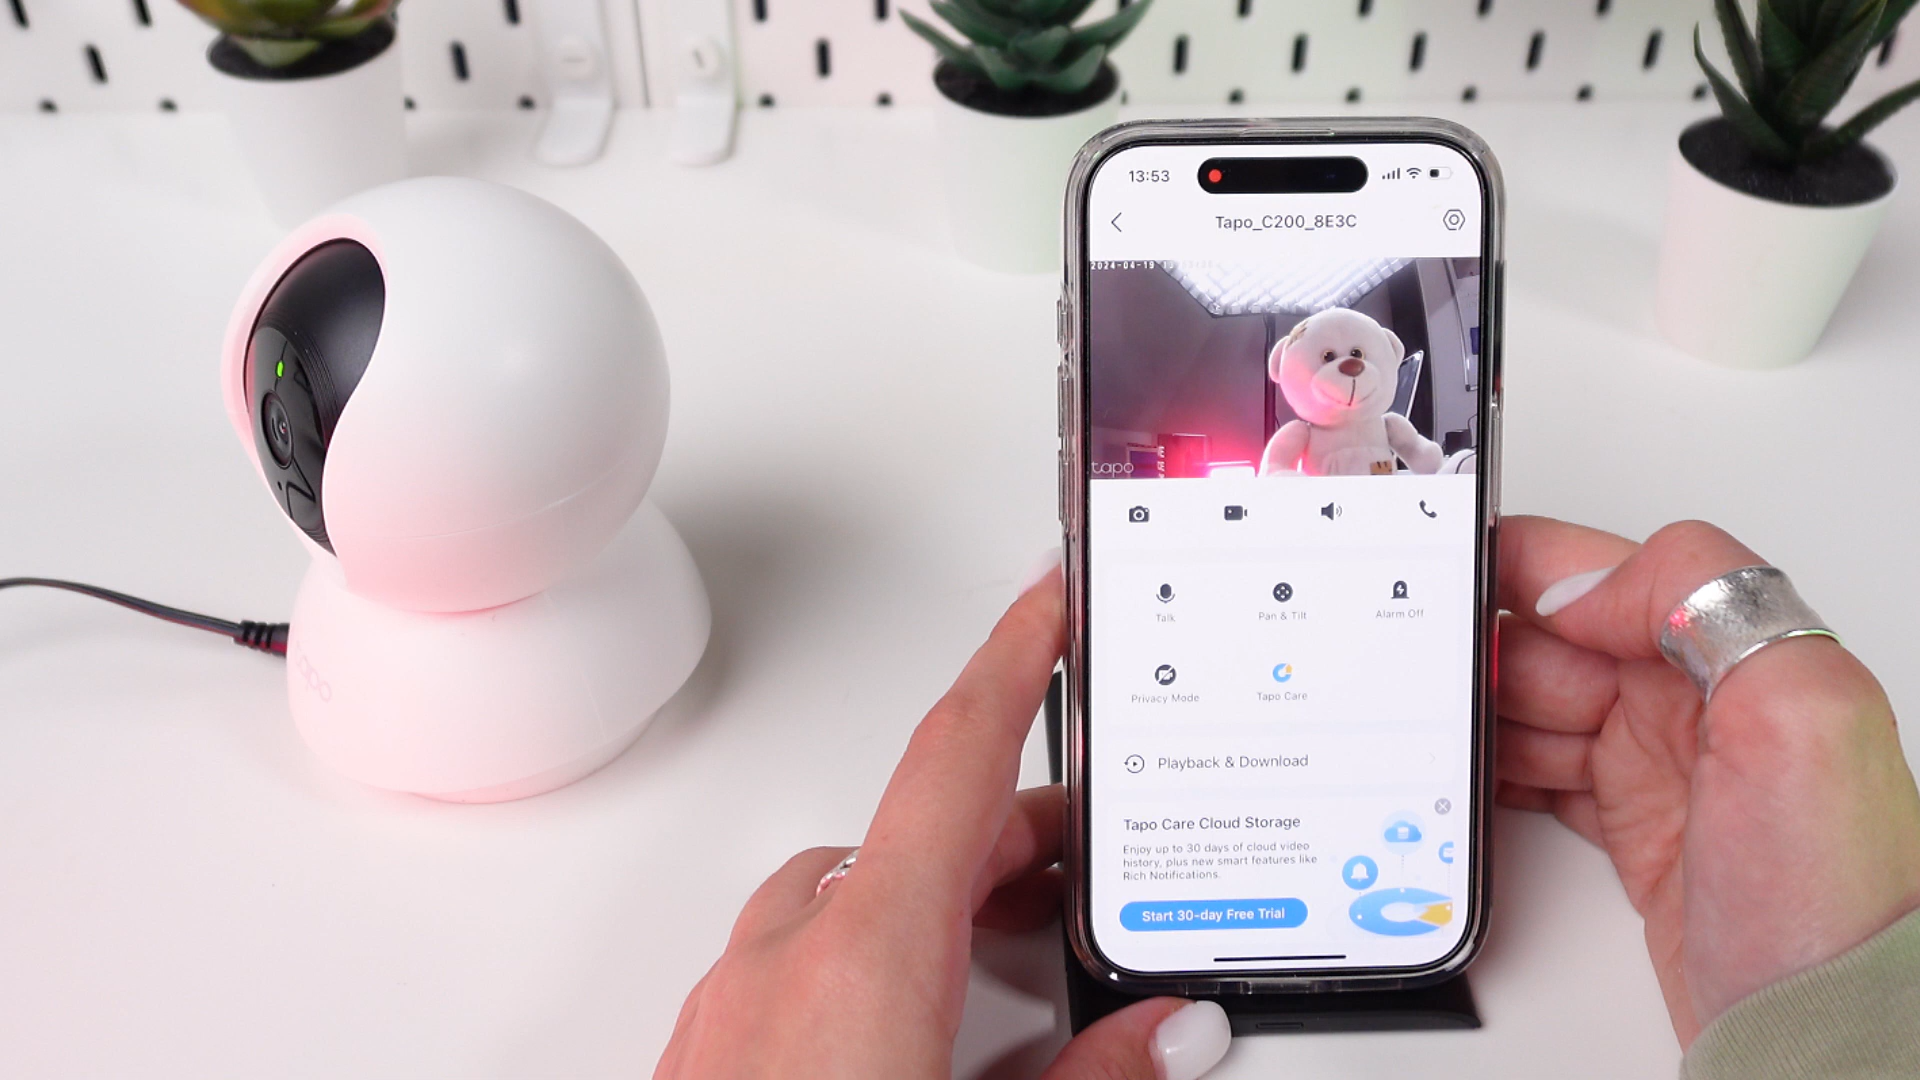 13:53
Tapo_C200_8E3C
2024-04-19
tapo
Talk
Pan & Tilt
Alarm Off
Privacy Mode
Tapo Care
Playback & Download
Tapo Care Cloud Storage
Enjoy up to 30 days of cloud video
history, plus new smart features like
Rich Notifications.
Start 30-day Free Trial
tapo